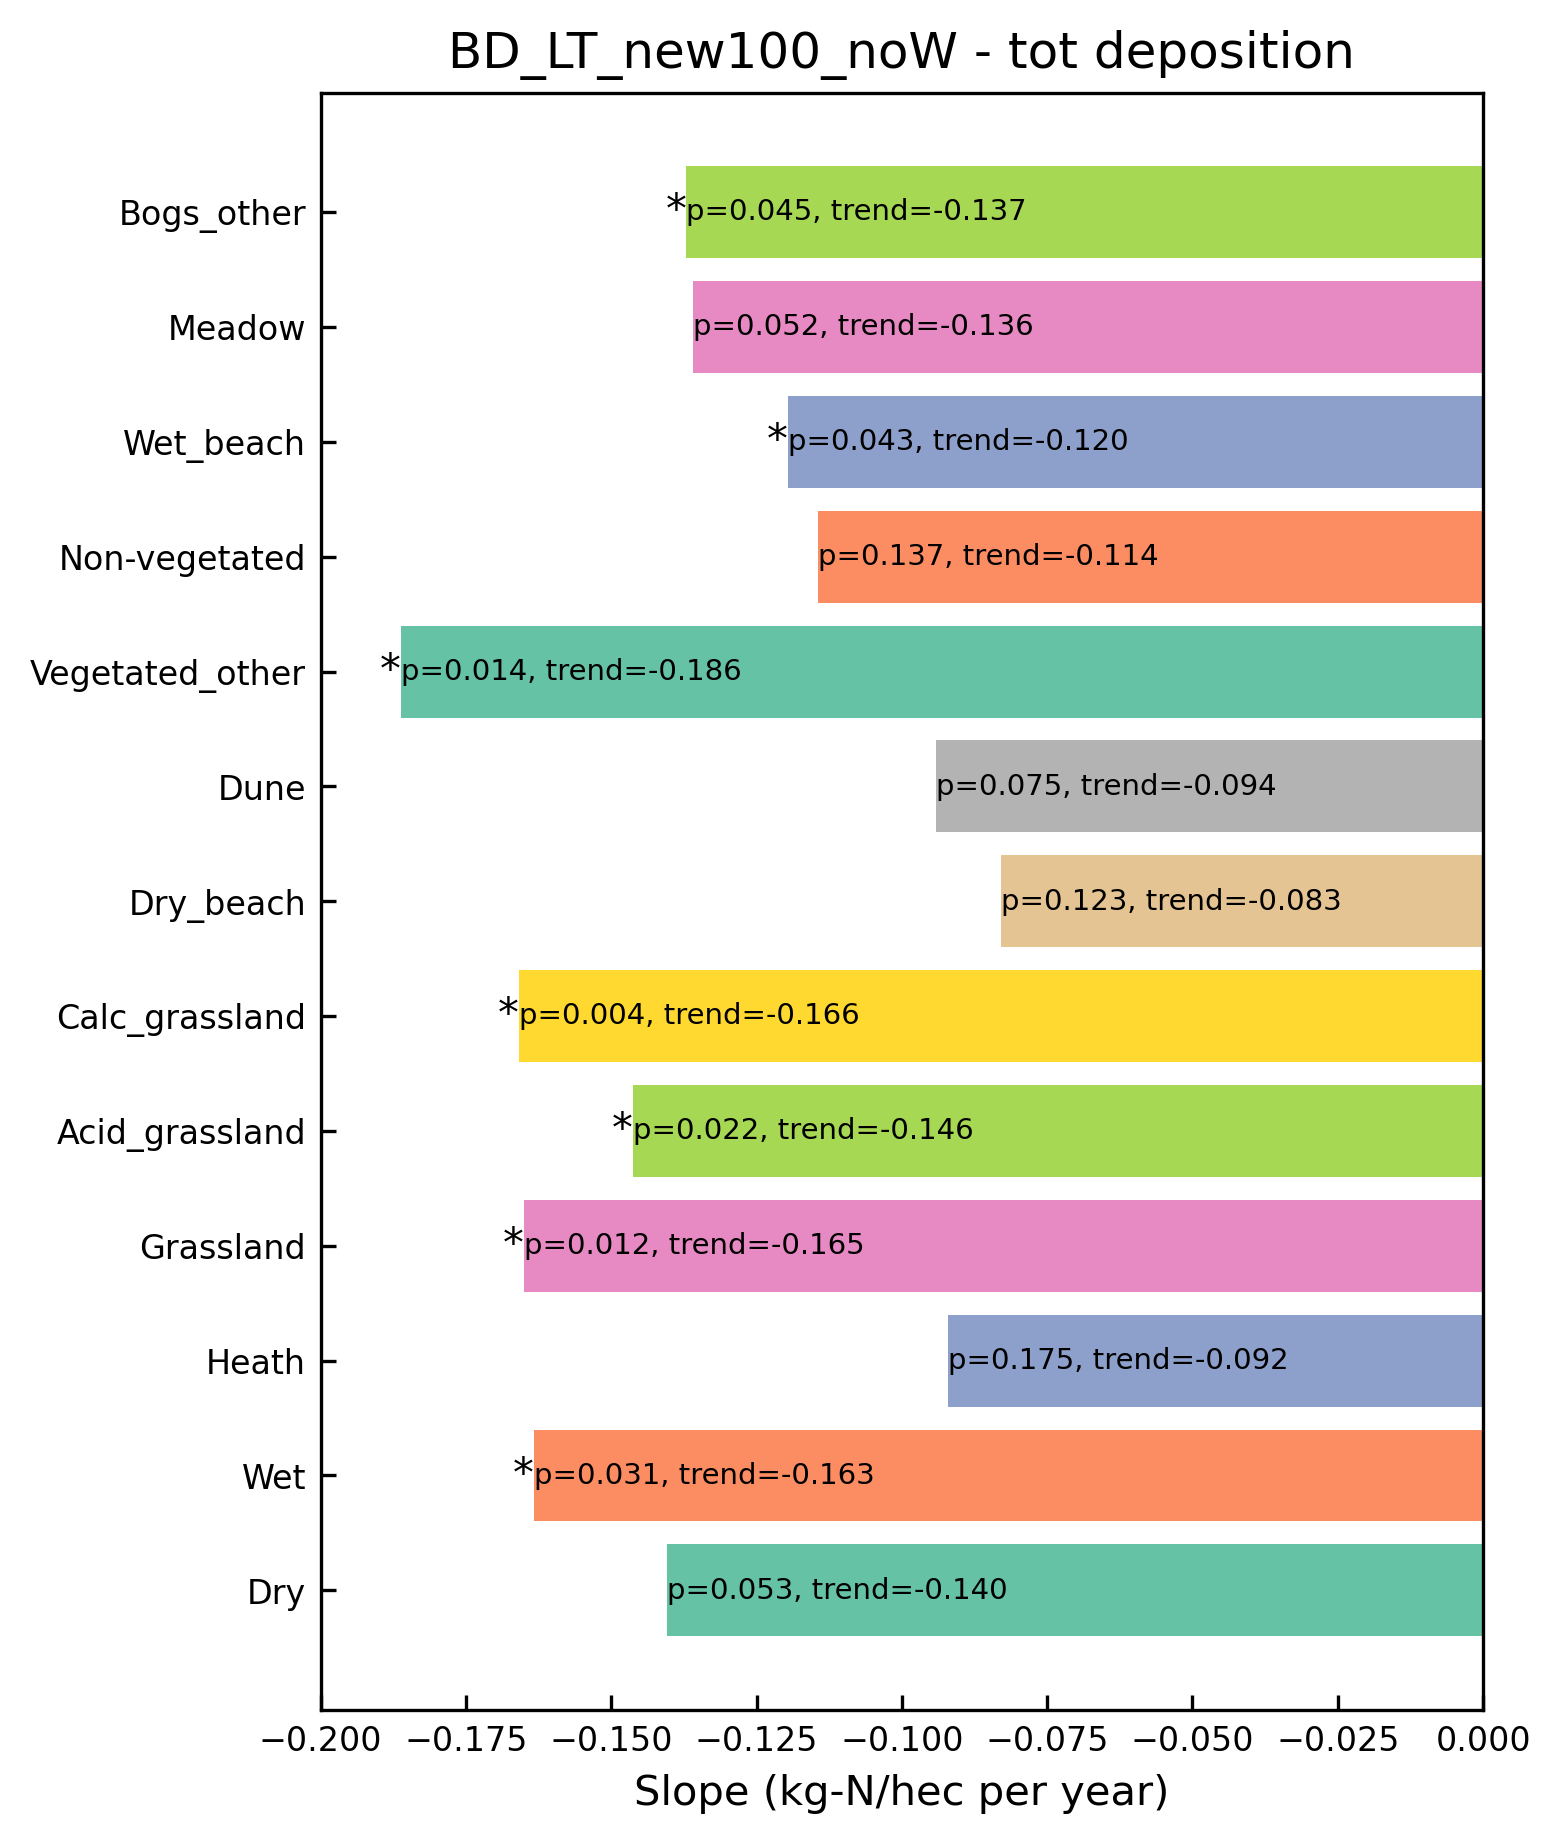 BD_LT_new100_noW - tot deposition
Bogs_other
*p=0.045, trend=-0.137
Meadow
p=0.052, trend=-0.136
Wet_beach
*p=0.043, trend=-0.120
Non-vegetated
p=0.137, trend=-0.114
Vegetated_other
*p=0.014, trend=-0.186
Dune
p=0.075, trend=-0.094
Dry_beach
p=0.123, trend=-0.083
Calc_grassland
*p=0.004, trend=-0.166
Acid_grassland
*p=0.022, trend=-0.146
Grassland
*p=0.012, trend=-0.165
Heath
p=0.175, trend=-0.092
Wet
*p=0.031, trend=-0.163
Dry
p=0.053, trend=-0.140
−0.200 −0.175 −0.150 −0.125 −0.100 −0.075 −0.050 −0.025 0.000
Slope (kg-N/hec per year)